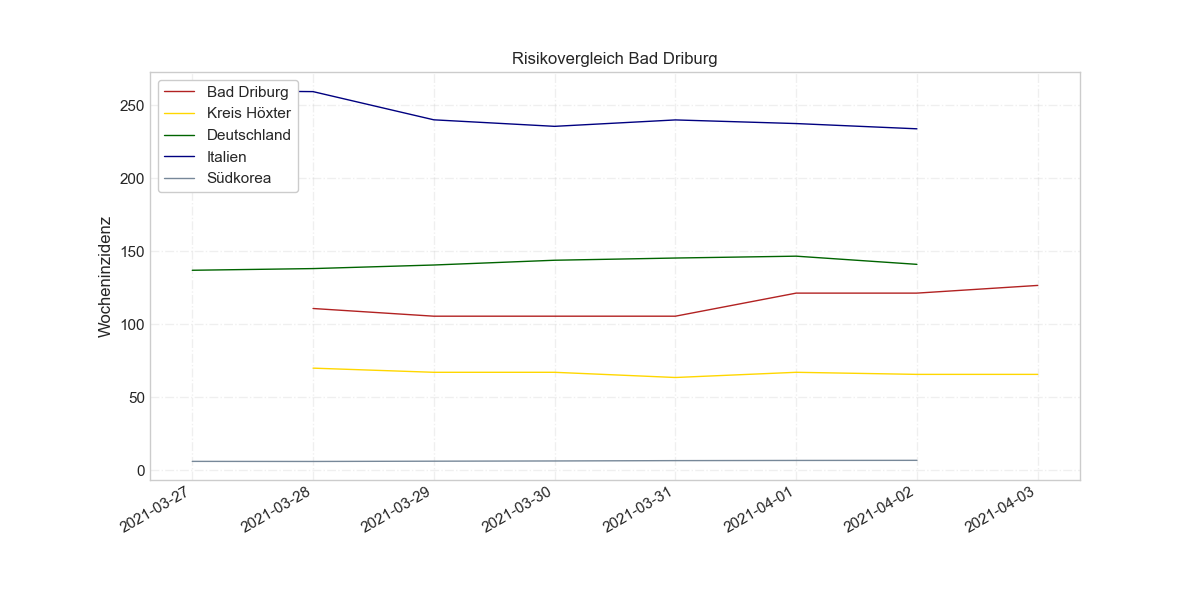 Risikovergleich Bad Driburg
Bad Driburg
Kreis Höxter
Deutschland
Italien
Südkorea
Wocheninzidenz
250
200
150
100
50
0
2021-03-27
2021-03-28
2021-03-29
2021-03-30
2021-03-31
2021-04-01
2021-04-02
2021-04-03